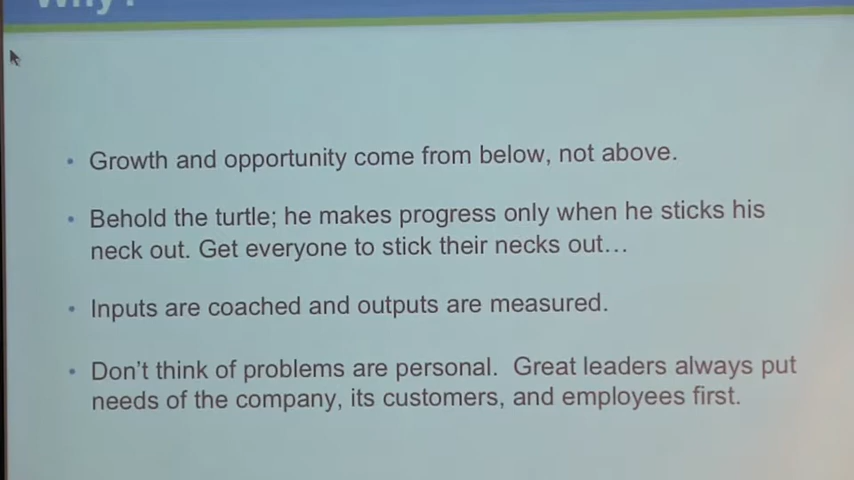 Why?
Growth and opportunity come from below, not above.
Behold the turtle; he makes progress only when he sticks his
neck out. Get everyone to stick their necks out…
Inputs are coached and outputs are measured.
Don't think of problems are personal. Great leaders always put
needs of the company, its customers, and employees first.